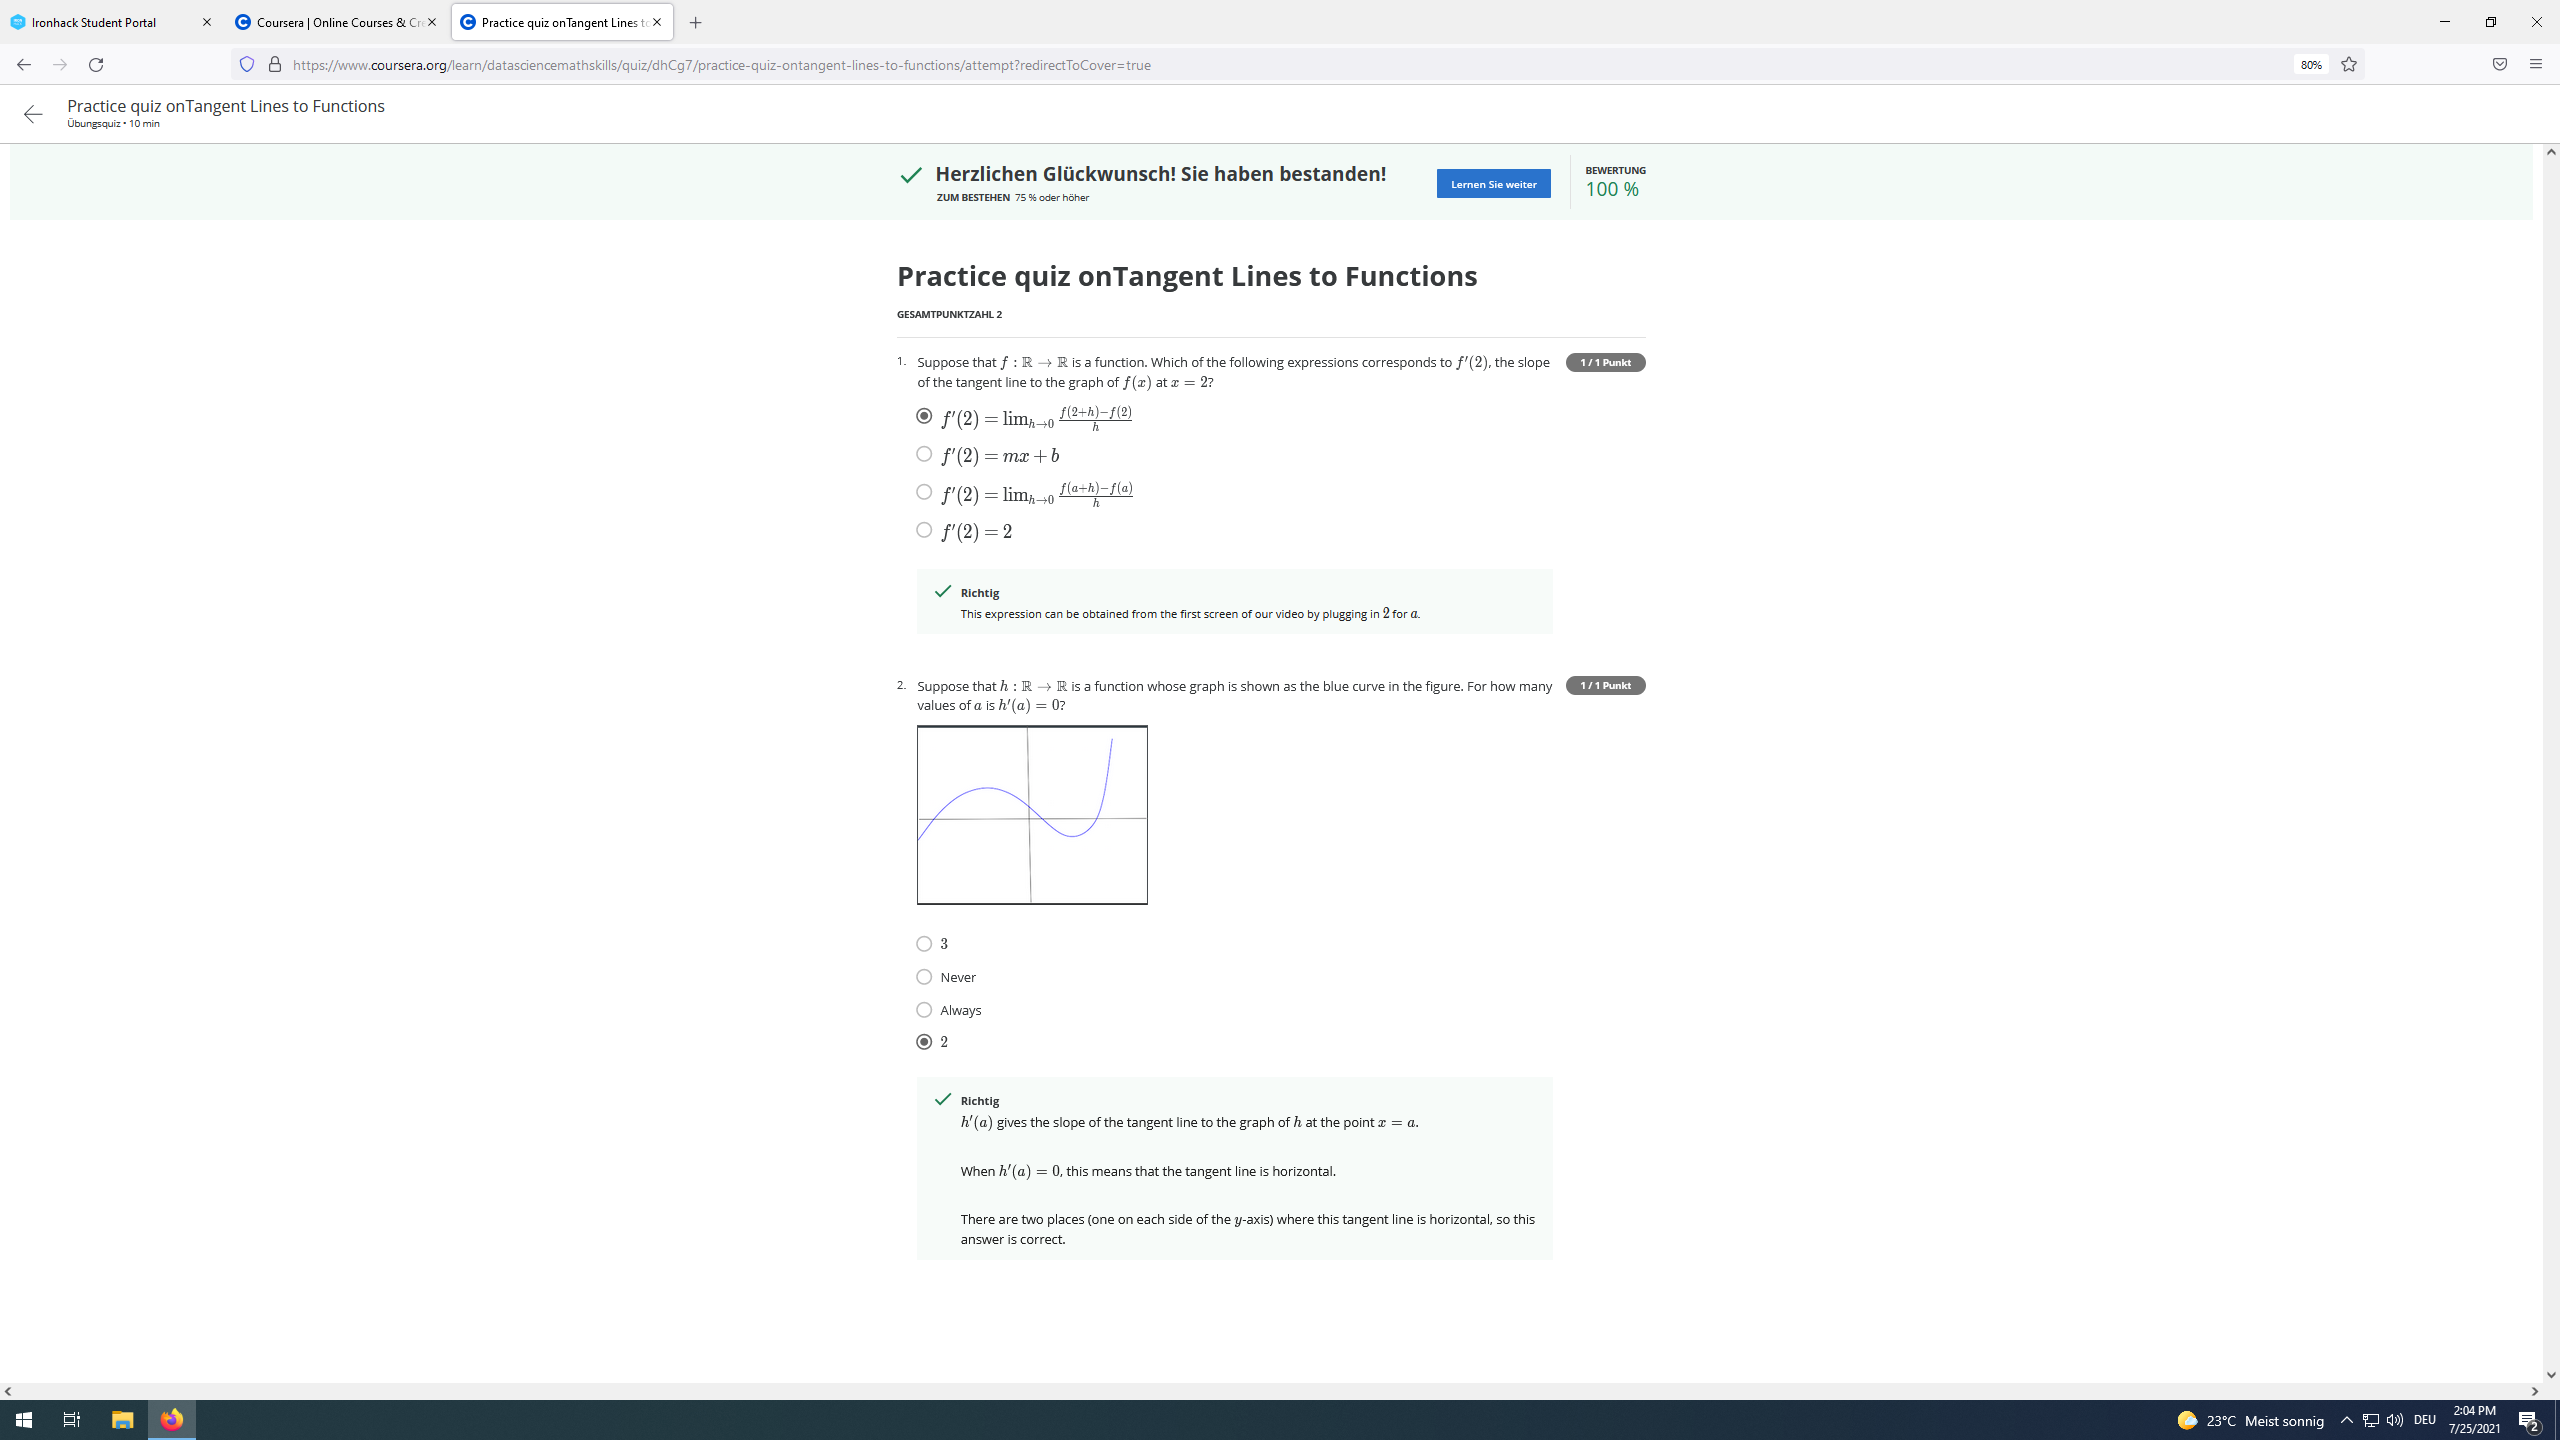 Ironhack Student Portal
Coursera | Online Courses & Cre
Practice quiz onTangent Lines to
https://www.coursera.org/learn/datasciencemathskills/quiz/dhCg7/practice-quiz-ontangent-lines-to-functions/attempt?redirectToCover=true
80%
Practice quiz onTangent Lines to Functions
Übungsquiz • 10 min
Herzlichen Glückwunsch! Sie haben bestanden!
ZUM BESTEHEN 75 % oder höher
Lernen Sie weiter
BEWERTUNG
100 %
Practice quiz onTangent Lines to Functions
GESAMTPUNKTZAHL 2
1. Suppose that f : ℝ → ℝ is a function. Which of the following expressions corresponds to f′(2), the slope
of the tangent line to the graph of f(x) at x = 2?
1 / 1 Punkt
f′(2) = lim_{h→0} \frac{f(2+h)−f(2)}{h}
f′(2) = mx + b
f′(2) = lim_{h→0} \frac{f(a+h)−f(a)}{h}
f′(2) = 2
Richtig
This expression can be obtained from the first screen of our video by plugging in 2 for a.
2. Suppose that h : ℝ → ℝ is a function whose graph is shown as the blue curve in the figure. For how many
values of a is h′(a) = 0?
1 / 1 Punkt
3
Never
Always
2
Richtig
h′(a) gives the slope of the tangent line to the graph of h at the point x = a.
When h′(a) = 0, this means that the tangent line is horizontal.
There are two places (one on each side of the y-axis) where this tangent line is horizontal, so this
answer is correct.
23°C Meist sonnig
DEU
2:04 PM
7/25/2021
2